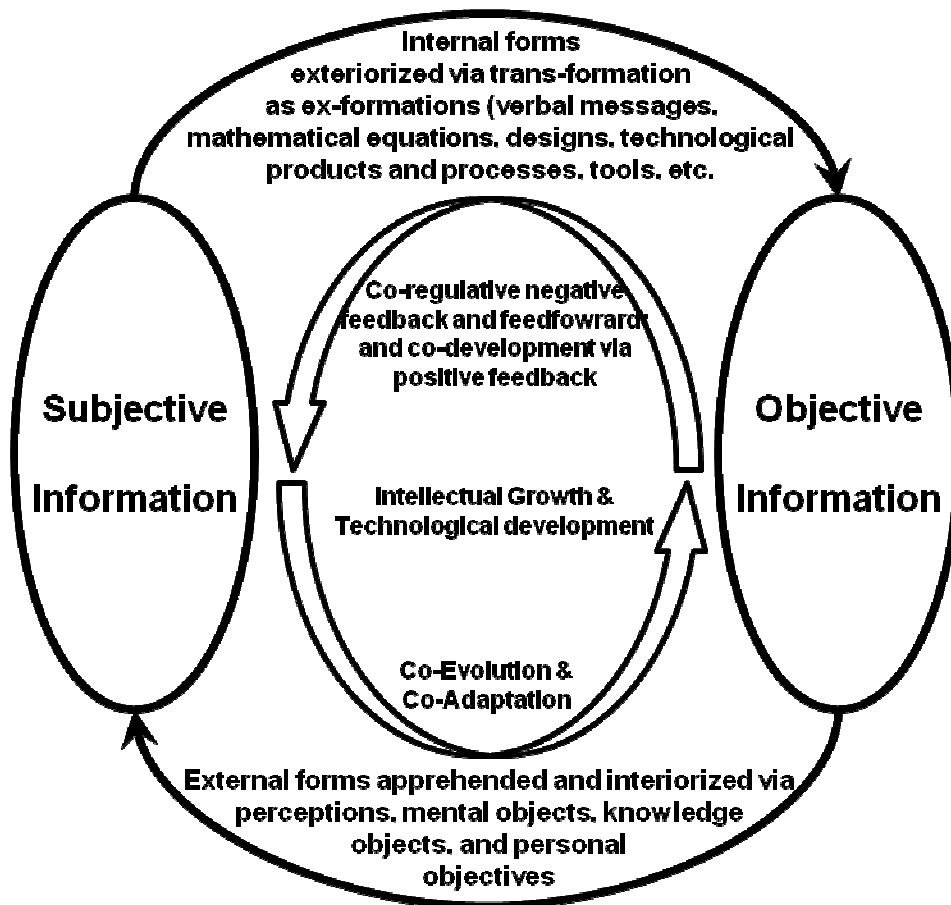 Internal forms
exteriorized via trans-formation
as ex-formations (verbal messages,
mathematical equations, designs, technological
products and processes, tools, etc.
Co-regulative negative
feedback and feedfowrard;
and co-development via
positive feedback
Subjective
Information
Objective
Information
Intellectual Growth &
Technological development
Co-Evolution &
Co-Adaptation
External forms apprehended and interiorized via
perceptions, mental objects, knowledge
objects, and personal
objectives